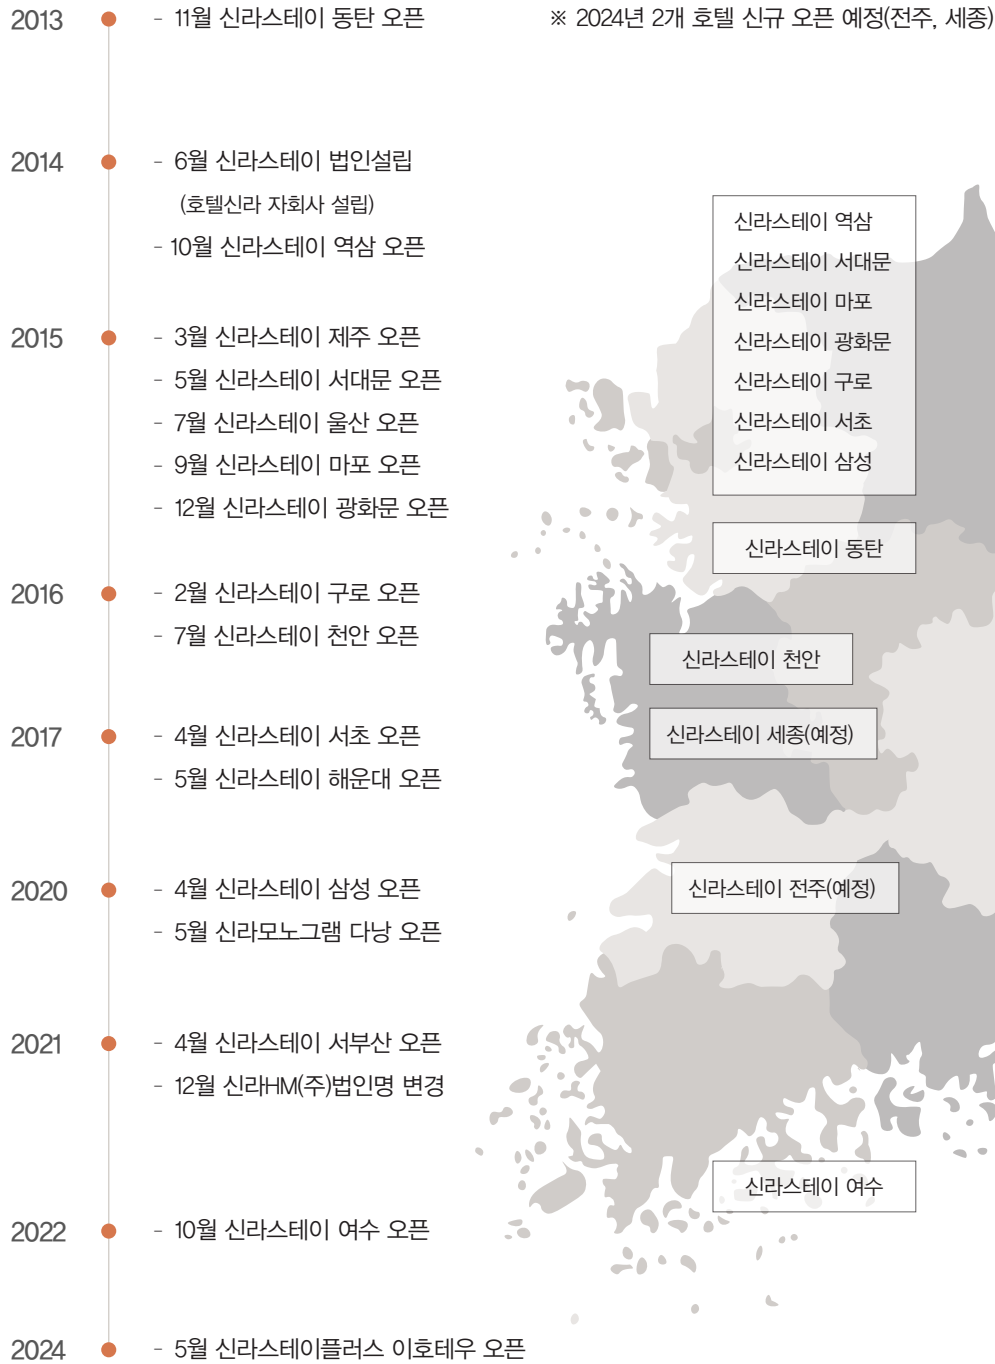 2013
- 11월 신라스테이 동탄 오픈
※ 2024년 2개 호텔 신규 오픈 예정(전주, 세종)
2014
- 6월 신라스테이 법인설립
(호텔신라 자회사 설립)
- 10월 신라스테이 역삼 오픈
2015
- 3월 신라스테이 제주 오픈
- 5월 신라스테이 서대문 오픈
- 7월 신라스테이 울산 오픈
- 9월 신라스테이 마포 오픈
- 12월 신라스테이 광화문 오픈
2016
- 2월 신라스테이 구로 오픈
- 7월 신라스테이 천안 오픈
2017
- 4월 신라스테이 서초 오픈
- 5월 신라스테이 해운대 오픈
2020
- 4월 신라스테이 삼성 오픈
- 5월 신라모노그램 다낭 오픈
2021
- 4월 신라스테이 서부산 오픈
- 12월 신라HM(주)법인명 변경
2022
- 10월 신라스테이 여수 오픈
2024
- 5월 신라스테이플러스 이호테우 오픈
신라스테이 역삼
신라스테이 서대문
신라스테이 마포
신라스테이 광화문
신라스테이 구로
신라스테이 서초
신라스테이 삼성
신라스테이 동탄
신라스테이 천안
신라스테이 세종(예정)
신라스테이 전주(예정)
신라스테이 여수